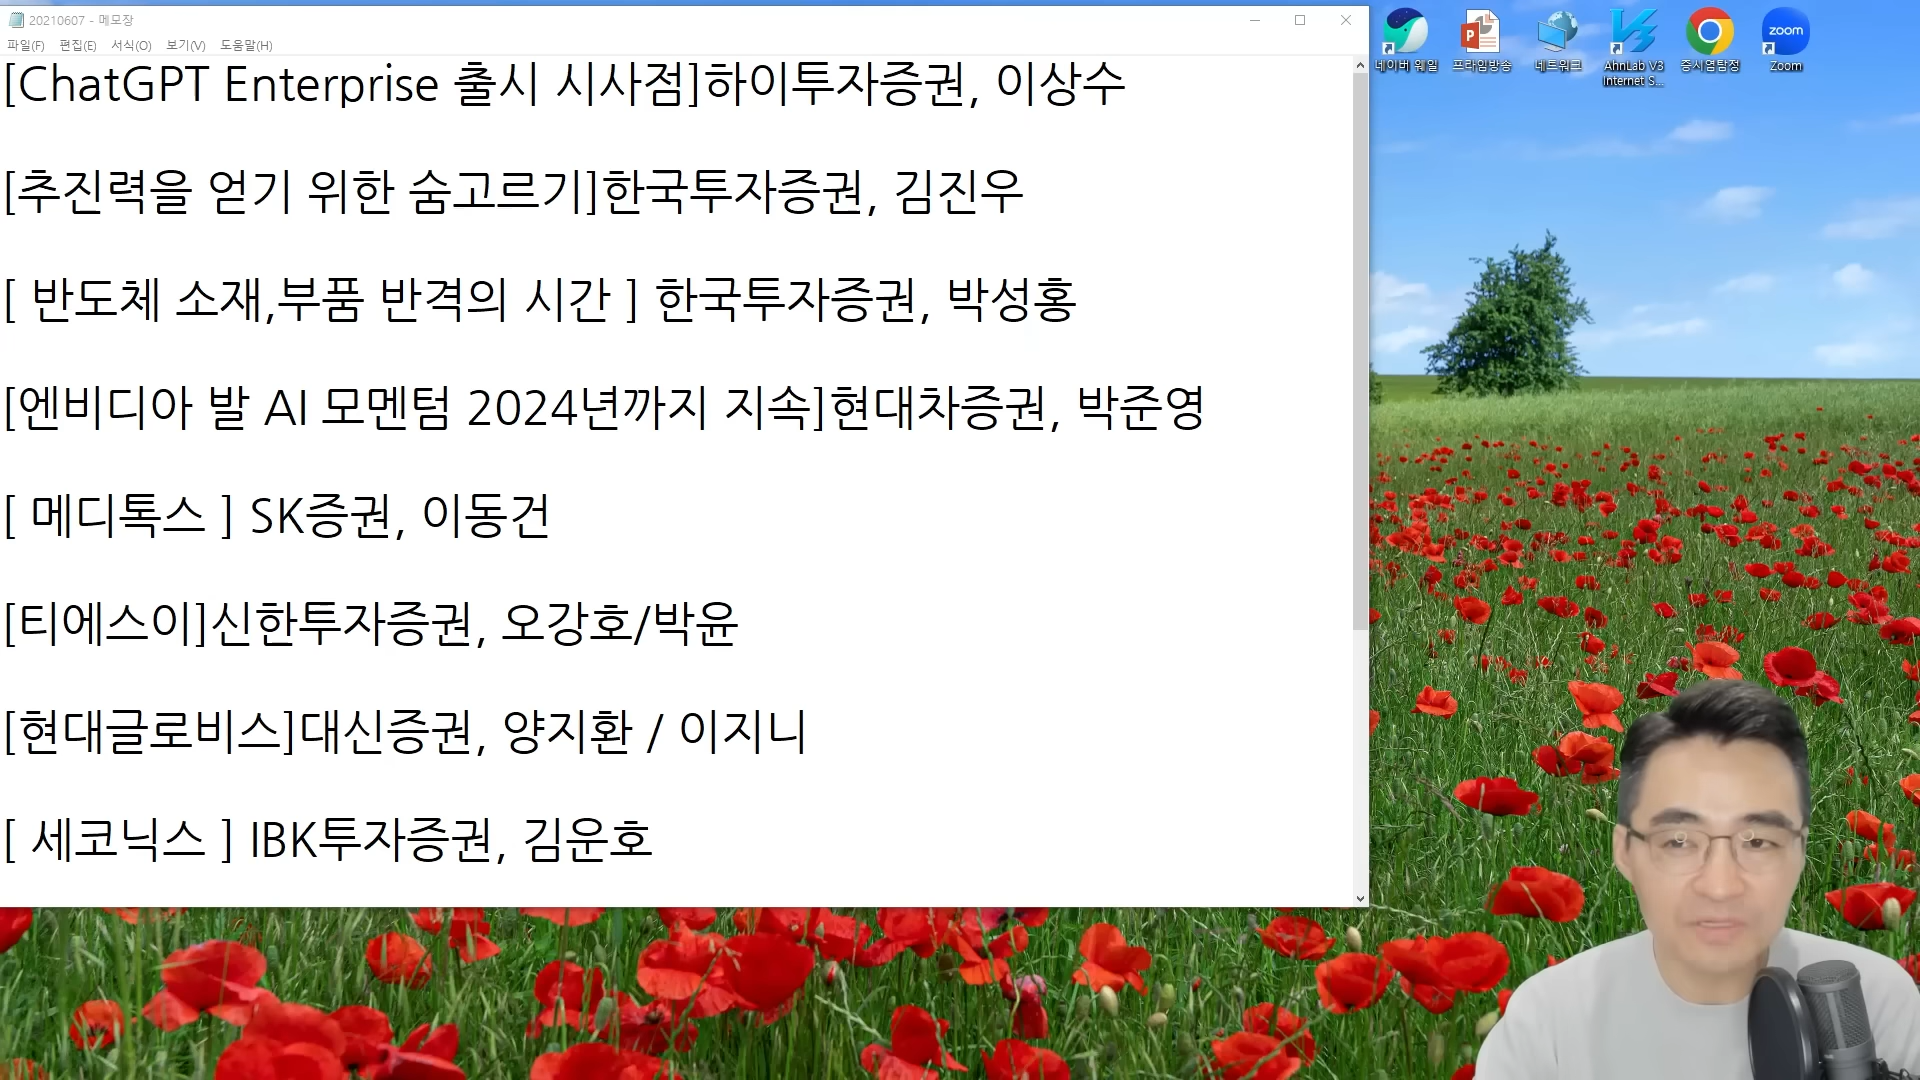 20210607 - 메모장
파일(F) 편집(E) 서식(O) 보기(V) 도움말(H)
[ChatGPT Enterprise 출시 시사점]하이투자증권, 이상수
[추진력을 얻기 위한 숨고르기]한국투자증권, 김진우
[ 반도체 소재,부품 반격의 시간 ] 한국투자증권, 박성홍
[엔비디아 발 AI 모멘텀 2024년까지 지속]현대차증권, 박준영
[ 메디톡스 ] SK증권, 이동건
[티에스이]신한투자증권, 오강호/박윤
[현대글로비스]대신증권, 양지환 / 이지니
[ 세코닉스 ] IBK투자증권, 김운호
네이버 웨일
프라임방송
네트워크
AhnLab V3
Internet S...
증시염탐정
zoom
Zoom